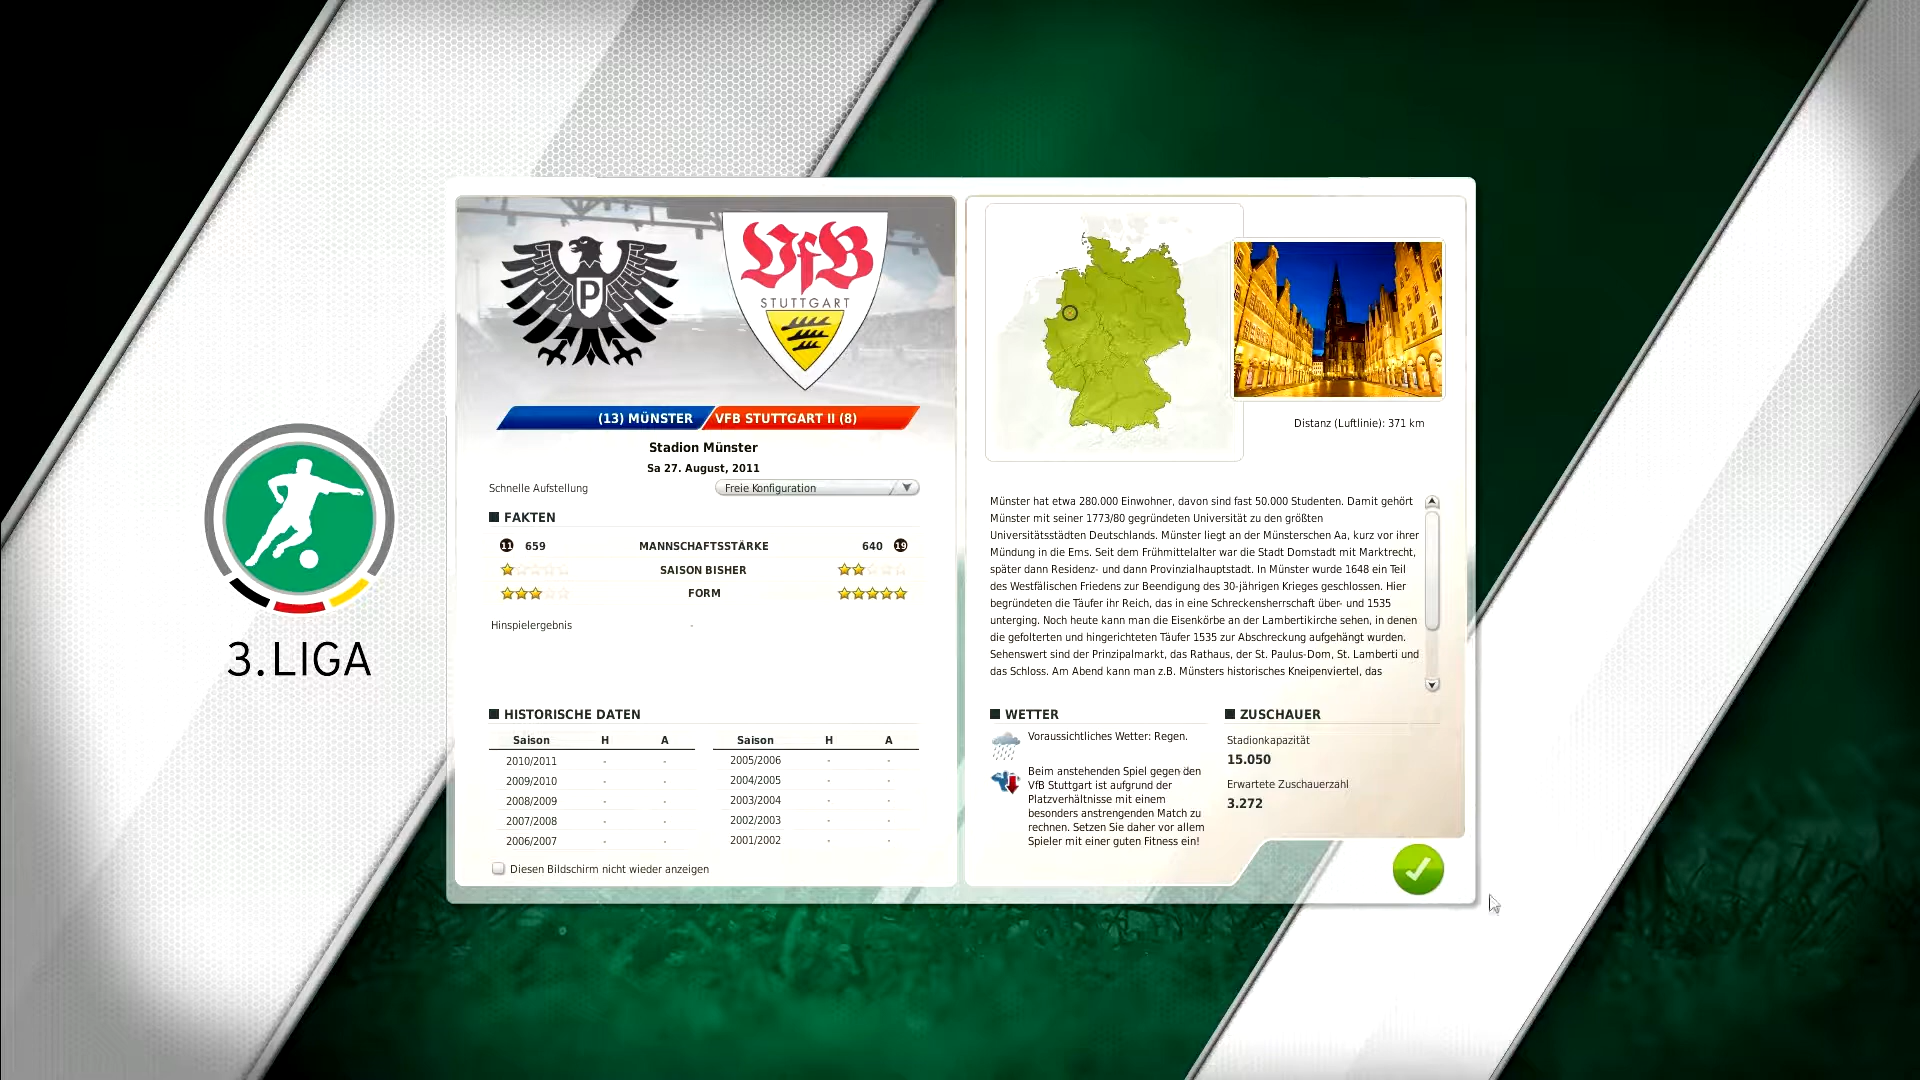 P
VfB
STUTTGART
(13) MÜNSTER
VFB STUTTGART II (8)
Stadion Münster
Sa 27. August, 2011
Schnelle Aufstellung
Freie Konfiguration
FAKTEN
11 659 MANNSCHAFTSSTÄRKE 640 19
SAISON BISHER
FORM
Hinspielergebnis -
HISTORISCHE DATEN
Saison H A Saison H A
2010/2011 - - 2005/2006 - -
2009/2010 - - 2004/2005 - -
2008/2009 - - 2003/2004 - -
2007/2008 - - 2002/2003 - -
2006/2007 - - 2001/2002 - -
Diesen Bildschirm nicht wieder anzeigen
3. LIGA
Distanz (Luftlinie): 371 km
Münster hat etwa 280.000 Einwohner, davon sind fast 50.000 Studenten. Damit gehört
Münster mit seiner 1773/80 gegründeten Universität zu den größten
Universitätsstädten Deutschlands. Münster liegt an der Münsterschen Aa, kurz vor ihrer
Mündung in die Ems. Seit dem Frühmittelalter war die Stadt Domstadt mit Marktrecht,
später dann Residenz- und dann Provinzialhauptstadt. In Münster wurde 1648 ein Teil
des Westfälischen Friedens zur Beendigung des 30-jährigen Krieges geschlossen. Hier
begründeten die Täufer ihr Reich, das in eine Schreckensherrschaft über- und 1535
unterging. Noch heute kann man die Eisenkörbe an der Lambertikirche sehen, in denen
die gefolterten und hingerichteten Täufer 1535 zur Abschreckung aufgehängt wurden.
Sehenswert sind der Prinzipalmarkt, das Rathaus, der St. Paulus-Dom, St. Lamberti und
das Schloss. Am Abend kann man z.B. Münsters historisches Kneipenviertel, das
WETTER
Voraussichtliches Wetter: Regen.
Beim anstehenden Spiel gegen den
VfB Stuttgart ist aufgrund der
Platzverhältnisse mit einem
besonders anstrengenden Match zu
rechnen. Setzen Sie daher vor allem
Spieler mit einer guten Fitness ein!
ZUSCHAUER
Stadionkapazität
15.050
Erwartete Zuschauerzahl
3.272